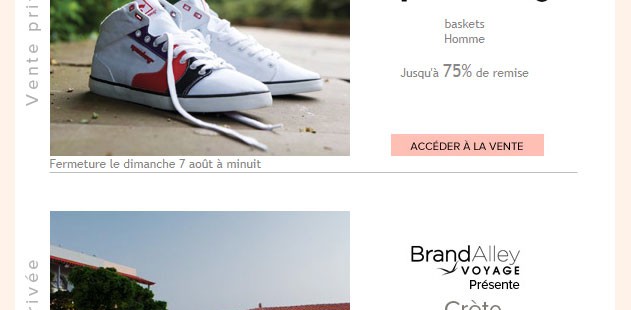 Vente pri
baskets
Homme
Jusqu'à 75% de remise
ACCÉDER À LA VENTE
Fermeture le dimanche 7 août à minuit
rivée
BrandAlley
VOYAGE
Présente
Crète